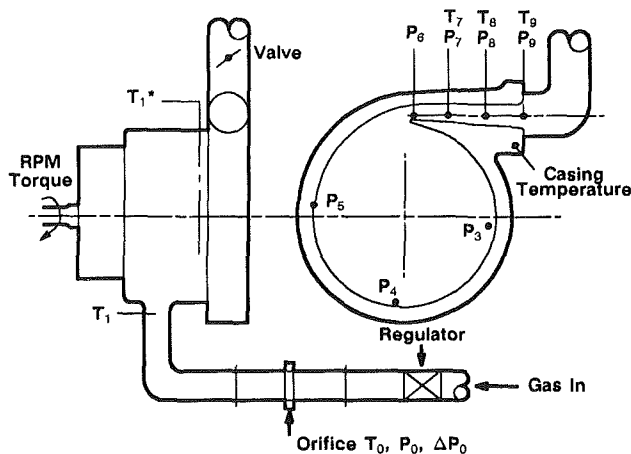 Valve
T₁*
RPM
Torque
T₁
P₆
T₇
P₇
T₈
P₈
T₉
P₉
Casing
Temperature
P₅
P₃
P₄
Regulator
Gas In
Orifice T₀, P₀, ΔP₀